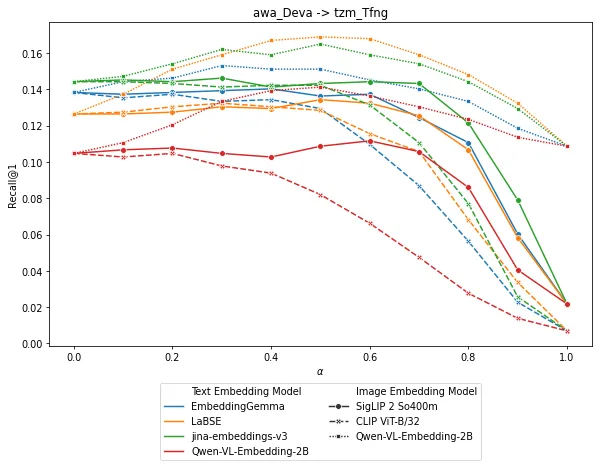 awa_Deva -> tzm_Tfng
Recall@1
0.16
0.14
0.12
0.10
0.08
0.06
0.04
0.02
0.00
0.0 0.2 0.4 0.6 0.8 1.0
α
Text Embedding Model
EmbeddingGemma
LaBSE
jina-embeddings-v3
Qwen-VL-Embedding-2B
Image Embedding Model
SigLIP 2 So400m
CLIP ViT-B/32
Qwen-VL-Embedding-2B